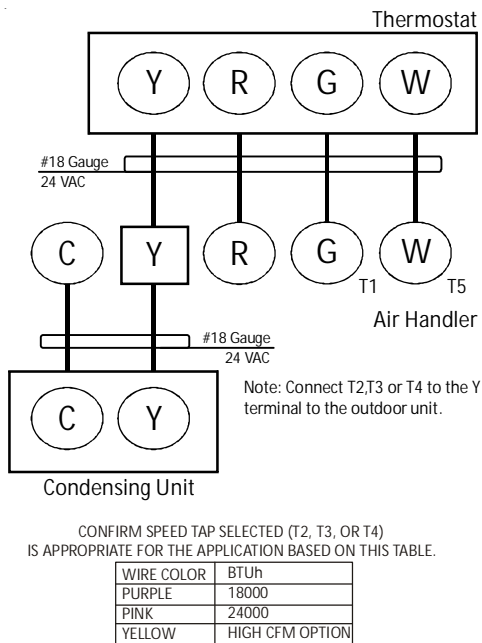 Thermostat
Y R G W
#18 Gauge
24 VAC
C Y R G W
T1 T5
Air Handler
#18 Gauge
24 VAC
Note: Connect T2,T3 or T4 to the Y
terminal to the outdoor unit.
C Y
Condensing Unit
CONFIRM SPEED TAP SELECTED (T2, T3, OR T4)
IS APPROPRIATE FOR THE APPLICATION BASED ON THIS TABLE.
WIRE COLOR BTUh
PURPLE 18000
PINK 24000
YELLOW HIGH CFM OPTION